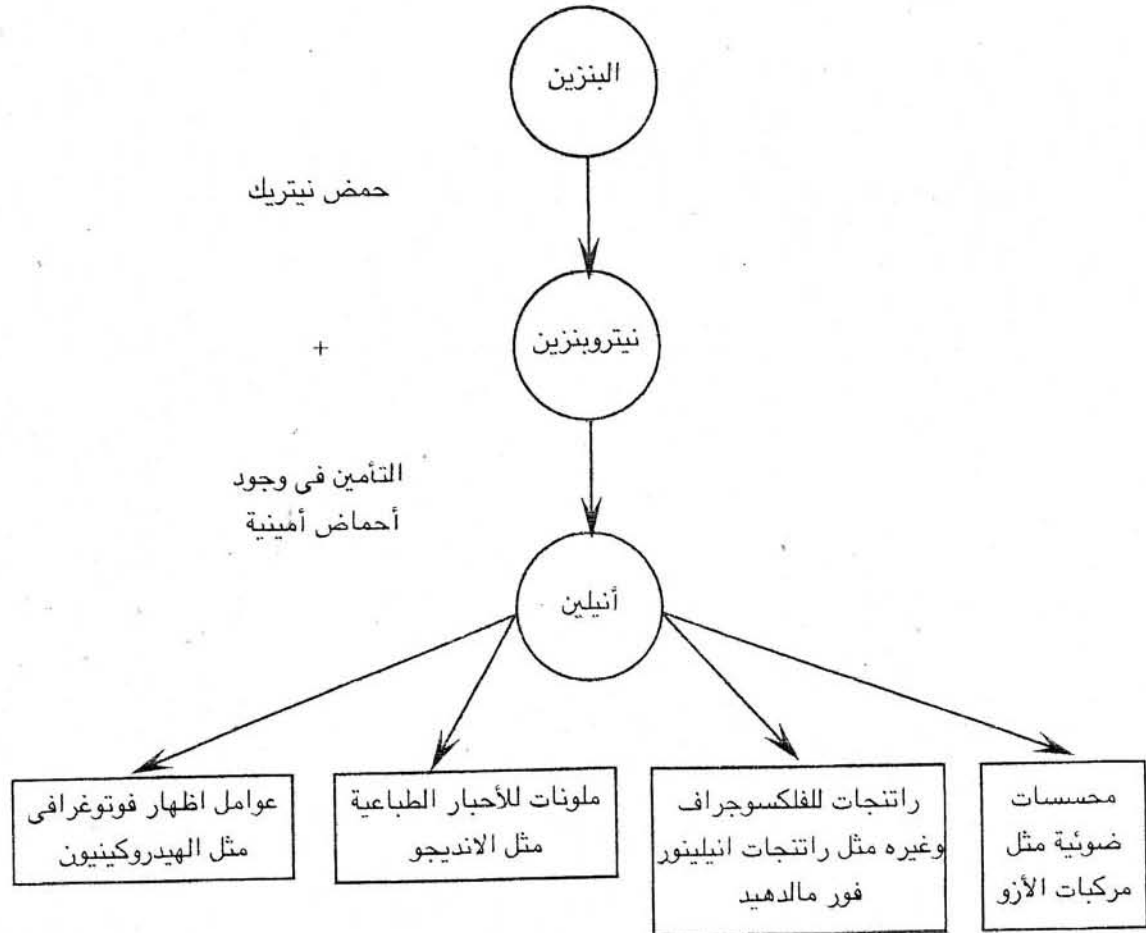 البنزين
حمض نيتريك
نيتروبنزين
+
التأمين فى وجود
أحماض أمينية
أنيلين
محسسات
ضوئية مثل
مركبات الأزو
راتنجات للفلكسوجراف
وغيره مثل راتنجات انيلينور
فور مالدهيد
ملونات للأحبار الطباعية
مثل الانديجو
عوامل اظهار فوتوغرافى
مثل الهيدروكينيون